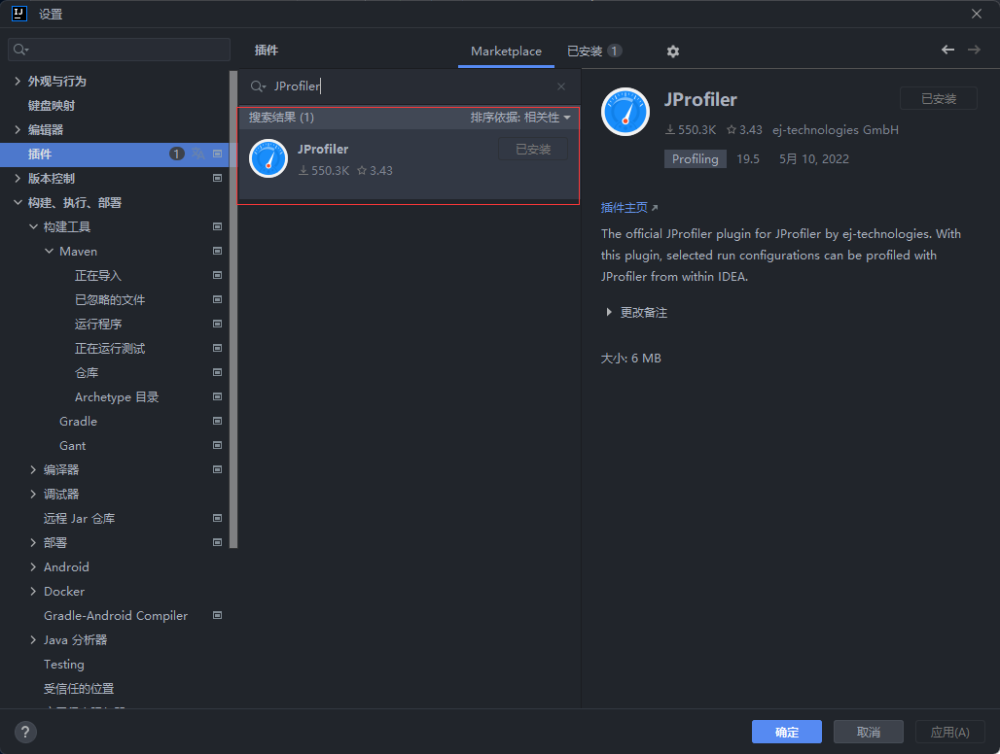 IJ 设置
插件
Marketplace 已安装 1
外观与行为
键盘映射
编辑器
插件 1
版本控制
构建、执行、部署
构建工具
Maven
正在导入
已忽略的文件
运行程序
正在运行测试
仓库
Archetype 目录
Gradle
Gant
编译器
调试器
远程 Jar 仓库
部署
Android
Docker
Gradle-Android Compiler
Java 分析器
Testing
受信任的位置
JProfiler
搜索结果 (1) 排序依据: 相关性
JProfiler 已安装
550.3K 3.43
JProfiler 已安装
550.3K 3.43 ej-technologies GmbH
Profiling 19.5 5月 10, 2022
插件主页
The official JProfiler plugin for JProfiler by ej-technologies. With
this plugin, selected run configurations can be profiled with
JProfiler from within IDEA.
更改备注
大小: 6 MB
? 确定 取消 应用(A)